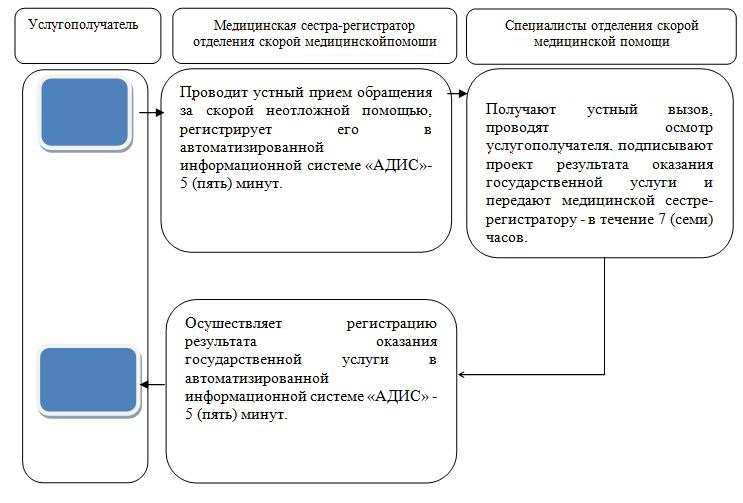 Услугополучатель
Медицинская сестра-регистратор
отделения скорой медицинскойпомоши
Специалисты отделения скорой
медицинской помощи
Проводит устный прием обращения
за скорой неотложной помощью,
регистрирует его в
автоматизированной
информационной системе «АДИС»-
5 (пять) минут.
Получают устный вызов,
проводят осмотр
услугополучателя, подписывают
проект результата оказания
государственной услуги и
передают медицинской сестре-
регистратору - в течение 7 (семи)
часов.
Осушествляет регистрацию
результата оказания
государственной услуги в
автоматизированной
информационной системе «АДИС» -
5 (пять) минут.